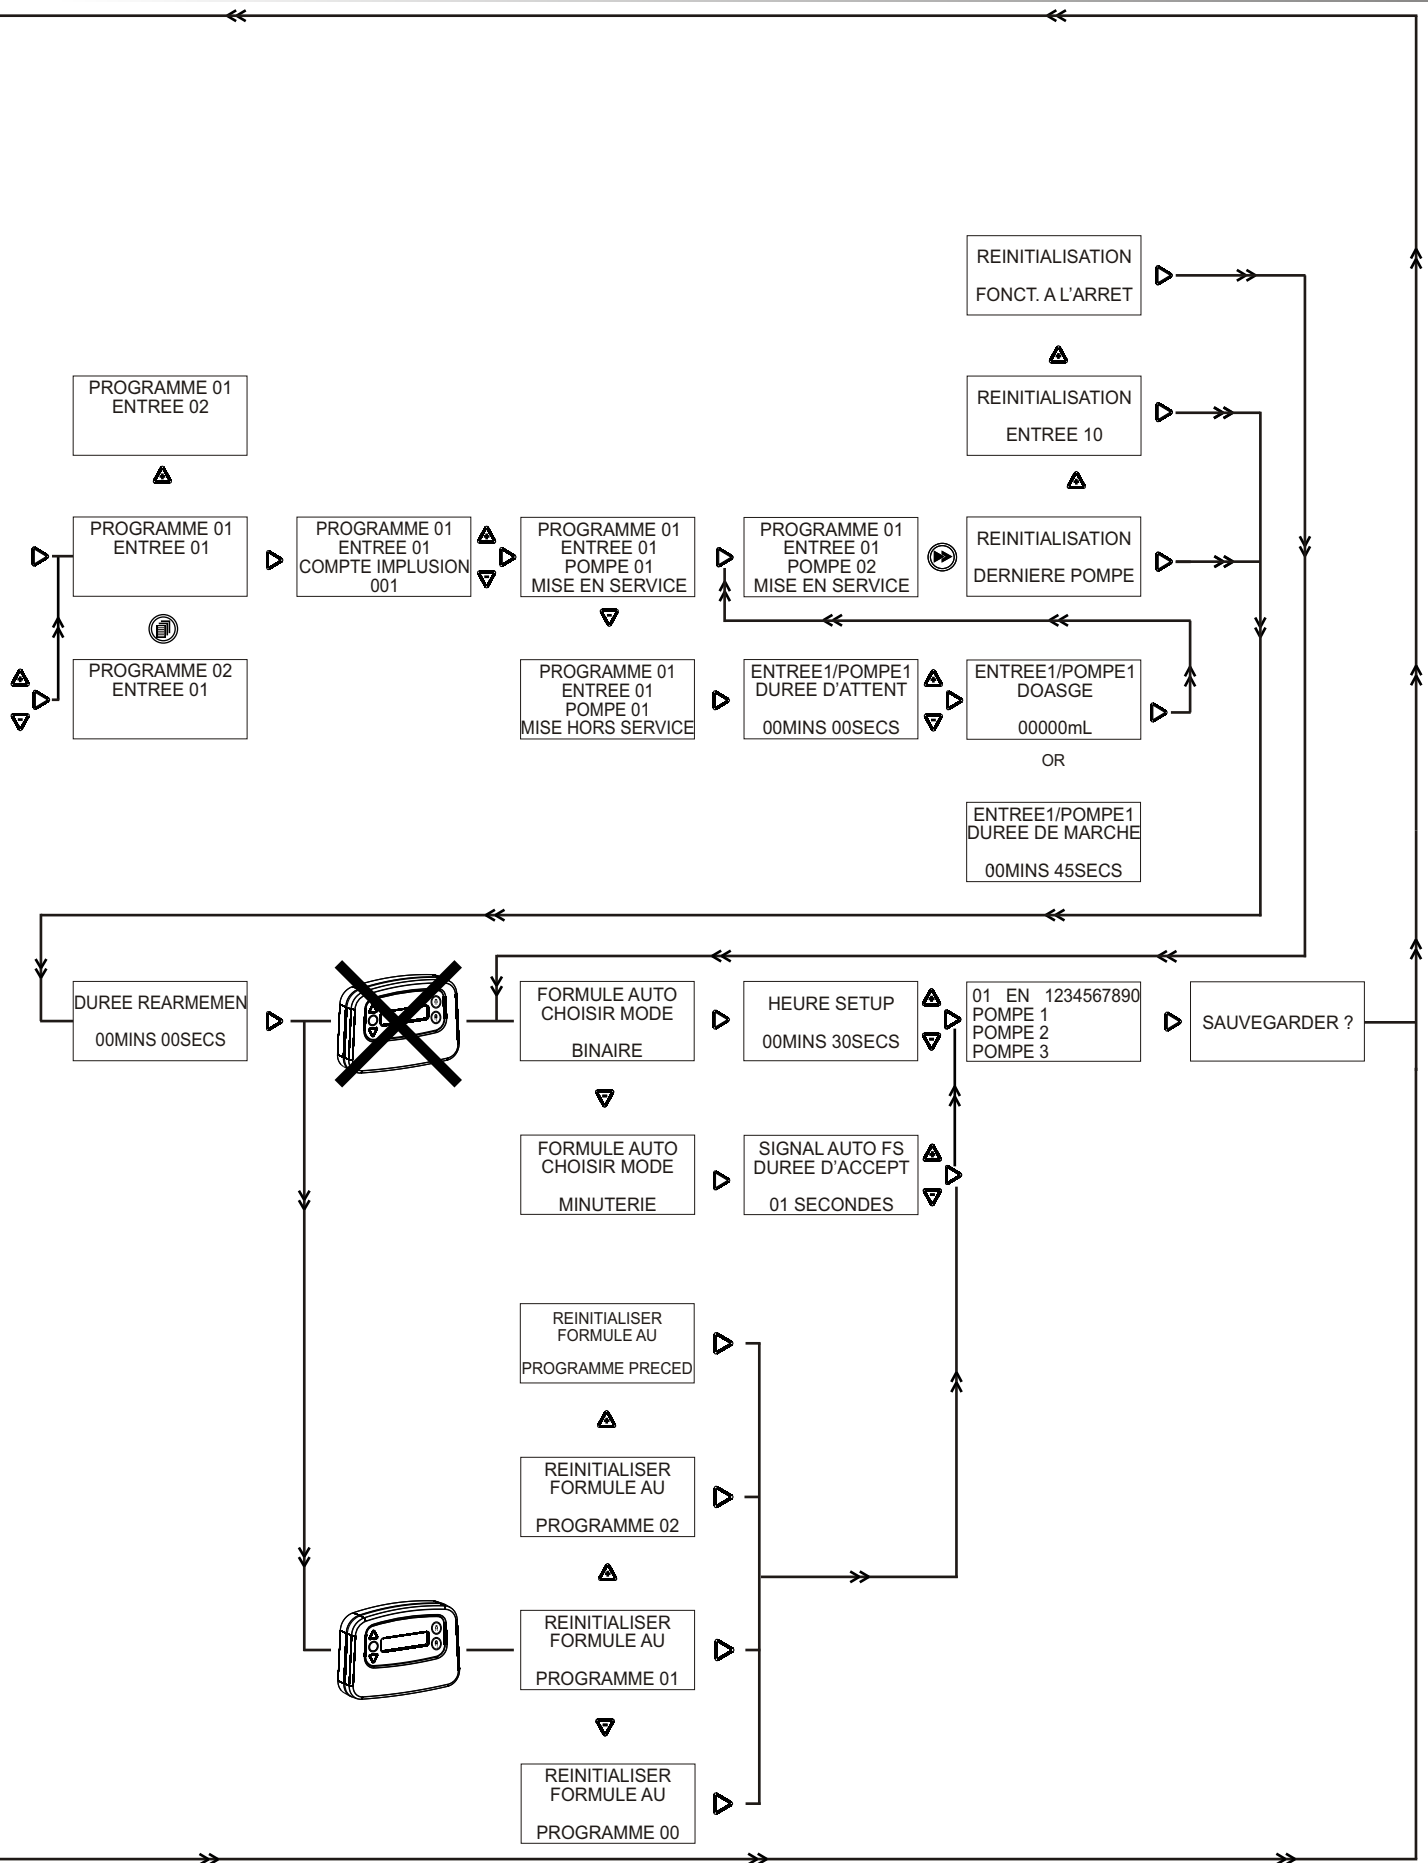 REINITIALISATION
FONCT. A L'ARRET
PROGRAMME 01
ENTREE 02
REINITIALISATION
ENTREE 10
PROGRAMME 01
ENTREE 01
PROGRAMME 01
ENTREE 01
COMPTE IMPLUSION
001
PROGRAMME 01
ENTREE 01
POMPE 01
MISE EN SERVICE
PROGRAMME 01
ENTREE 01
POMPE 02
MISE EN SERVICE
REINITIALISATION
DERNIERE POMPE
PROGRAMME 02
ENTREE 01
PROGRAMME 01
ENTREE 01
POMPE 01
MISE HORS SERVICE
ENTREE1/POMPE1
DUREE D'ATTENT
00MINS 00SECS
ENTREE1/POMPE1
DOASGE
00000mL
OR
ENTREE1/POMPE1
DUREE DE MARCHE
00MINS 45SECS
DUREE REARMEMEN
00MINS 00SECS
FORMULE AUTO
CHOISIR MODE
BINAIRE
HEURE SETUP
00MINS 30SECS
01 EN 1234567890
POMPE 1
POMPE 2
POMPE 3
SAUVEGARDER ?
FORMULE AUTO
CHOISIR MODE
MINUTERIE
SIGNAL AUTO FS
DUREE D'ACCEPT
01 SECONDES
REINITIALISER
FORMULE AU
PROGRAMME PRECED
REINITIALISER
FORMULE AU
PROGRAMME 02
REINITIALISER
FORMULE AU
PROGRAMME 01
REINITIALISER
FORMULE AU
PROGRAMME 00